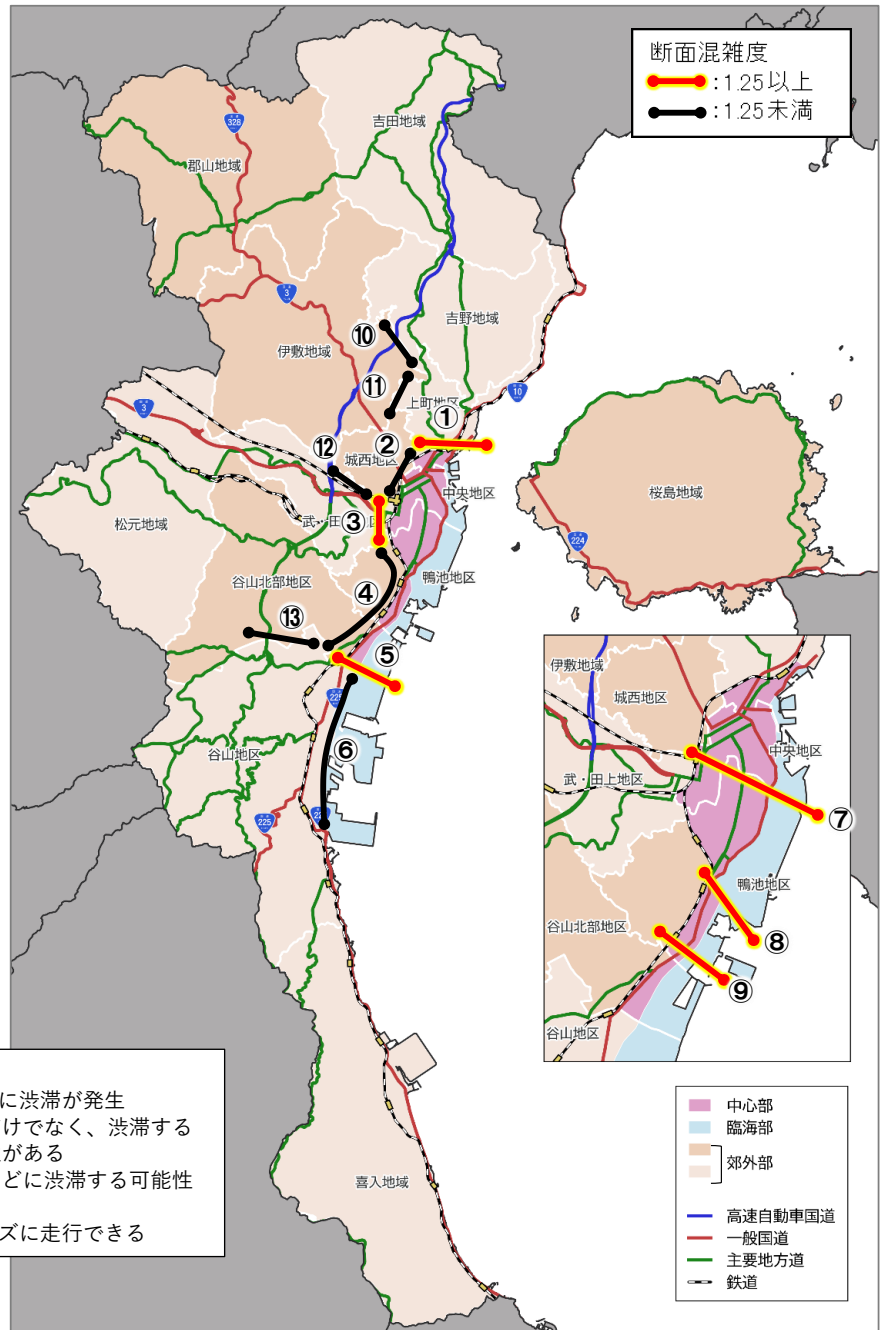 断面混雑度
:1.25以上
:1.25未満
吉田地域
328
郡山地域
3
吉野地域
⑩
伊敷地域
10
⑪
上町地区
3
①
②
⑫
城西地区
中央地区
桜島地域
③
武・田
区
松元地域
224
鴨池地区
谷山北部地区
④
⑬
⑤
225
谷山地区
⑥
225
喜入地域
伊敷地域
城西地区
中央地区
武・田上地区
⑦
鴨池地区
谷山北部地区
⑧
⑨
谷山地区
に渋滞が発生
けでなく、渋滞する
がある
どに渋滞する可能性
ズに走行できる
中心部
臨海部
郊外部
高速自動車国道
一般国道
主要地方道
鉄道